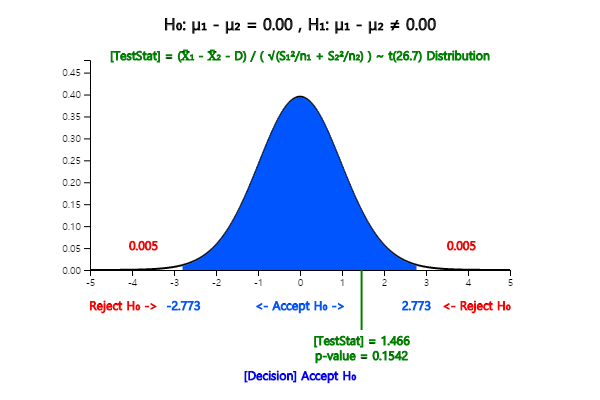 H₀: μ₁ - μ₂ = 0.00 , H₁: μ₁ - μ₂ ≠ 0.00
[TestStat] = (X̄₁ - X̄₂ - D) / ( √(S₁²/n₁ + S₂²/n₂) ) ~ t(26.7) Distribution
0.45
0.40
0.35
0.30
0.25
0.20
0.15
0.10
0.05
0.00
0.005 0.005
-5 -4 -3 -2 -1 0 1 2 3 4 5
Reject H₀ -> -2.773 <- Accept H₀ -> 2.773 <- Reject H₀
[TestStat] = 1.466
p-value = 0.1542
[Decision] Accept H₀